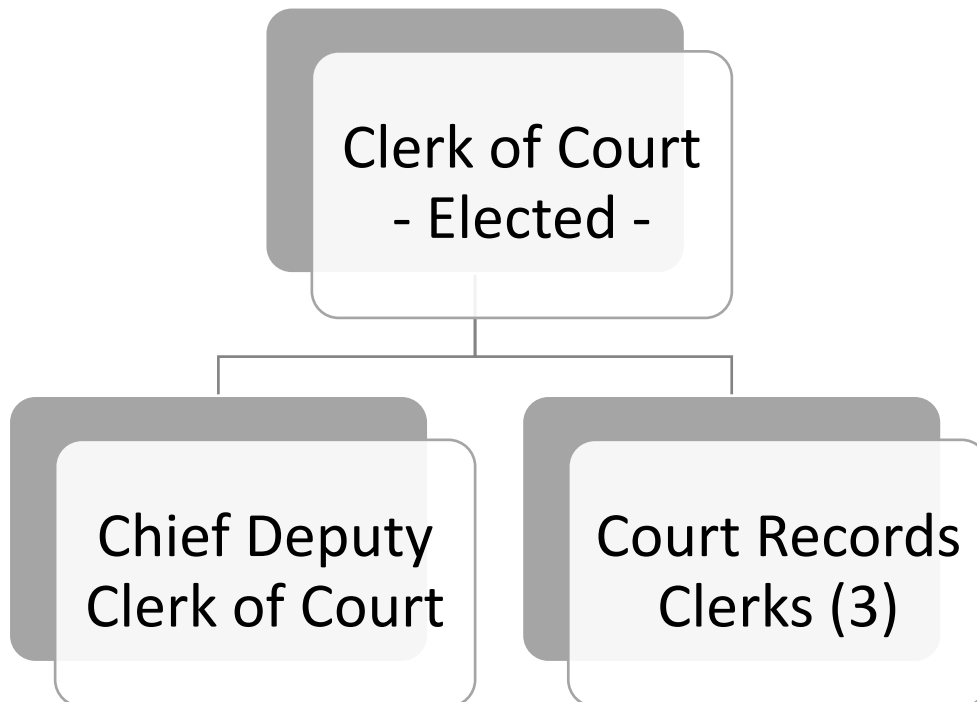 Clerk of Court
- Elected -
Chief Deputy
Clerk of Court
Court Records
Clerks (3)